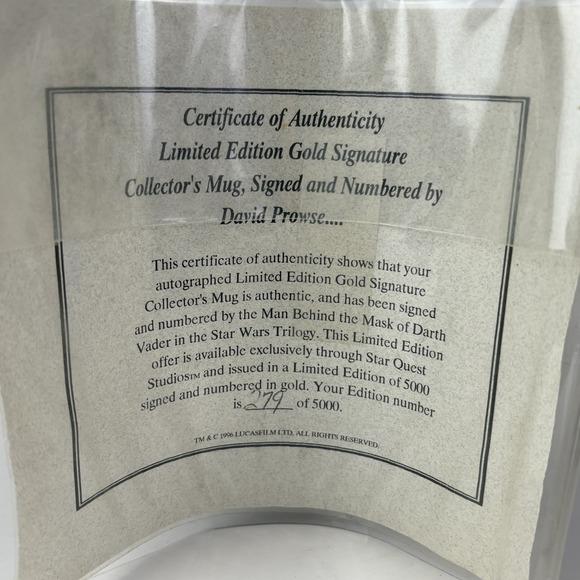 Certificate of Authenticity
Limited Edition Gold Signature
Collector's Mug, Signed and Numbered by
David Prowse....
This certificate of authenticity shows that your
autographed Limited Edition Gold Signature
Collector's Mug is authentic, and has been signed
and numbered by the Man Behind the Mask of Darth
Vader in the Star Wars Trilogy. This Limited Edition
offer is available exclusively through Star Quest
Studios™ and issued in a Limited Edition of 5000
signed and numbered in gold. Your Edition number
is 279 of 5000.
TM & C 1996 LUCASFILM LTD. ALL RIGHTS RESERVED.